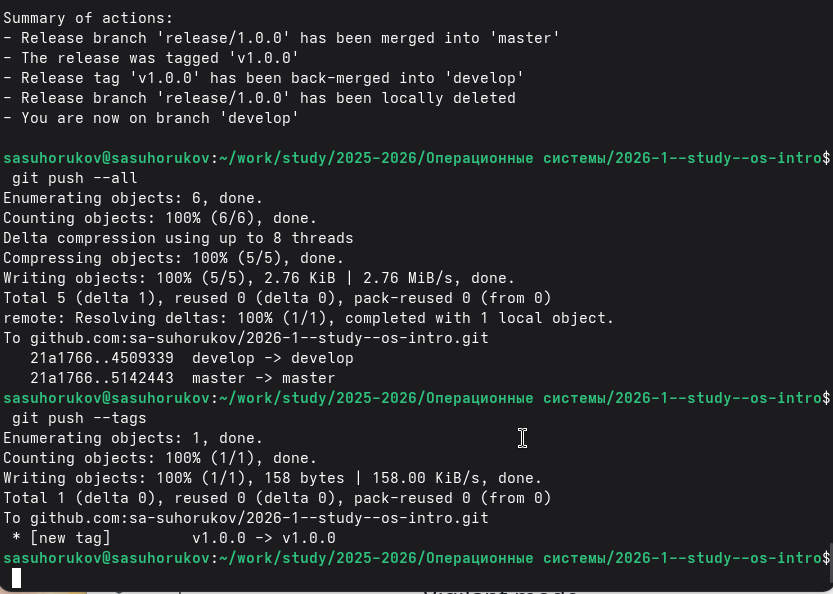 Summary of actions:
- Release branch 'release/1.0.0' has been merged into 'master'
- The release was tagged 'v1.0.0'
- Release tag 'v1.0.0' has been back-merged into 'develop'
- Release branch 'release/1.0.0' has been locally deleted
- You are now on branch 'develop'
sasuhorukov@sasuhorukov:~/work/study/2025-2026/Операционные системы/2026-1--study--os-intro$
git push --all
Enumerating objects: 6, done.
Counting objects: 100% (6/6), done.
Delta compression using up to 8 threads
Compressing objects: 100% (5/5), done.
Writing objects: 100% (5/5), 2.76 KiB | 2.76 MiB/s, done.
Total 5 (delta 1), reused 0 (delta 0), pack-reused 0 (from 0)
remote: Resolving deltas: 100% (1/1), completed with 1 local object.
To github.com:sa-suhorukov/2026-1--study--os-intro.git
   21a1766..4509339  develop -> develop
   21a1766..5142443  master -> master
sasuhorukov@sasuhorukov:~/work/study/2025-2026/Операционные системы/2026-1--study--os-intro$
git push --tags
Enumerating objects: 1, done.
Counting objects: 100% (1/1), done.
Writing objects: 100% (1/1), 158 bytes | 158.00 KiB/s, done.
Total 1 (delta 0), reused 0 (delta 0), pack-reused 0 (from 0)
To github.com:sa-suhorukov/2026-1--study--os-intro.git
 * [new tag]         v1.0.0 -> v1.0.0
sasuhorukov@sasuhorukov:~/work/study/2025-2026/Операционные системы/2026-1--study--os-intro$